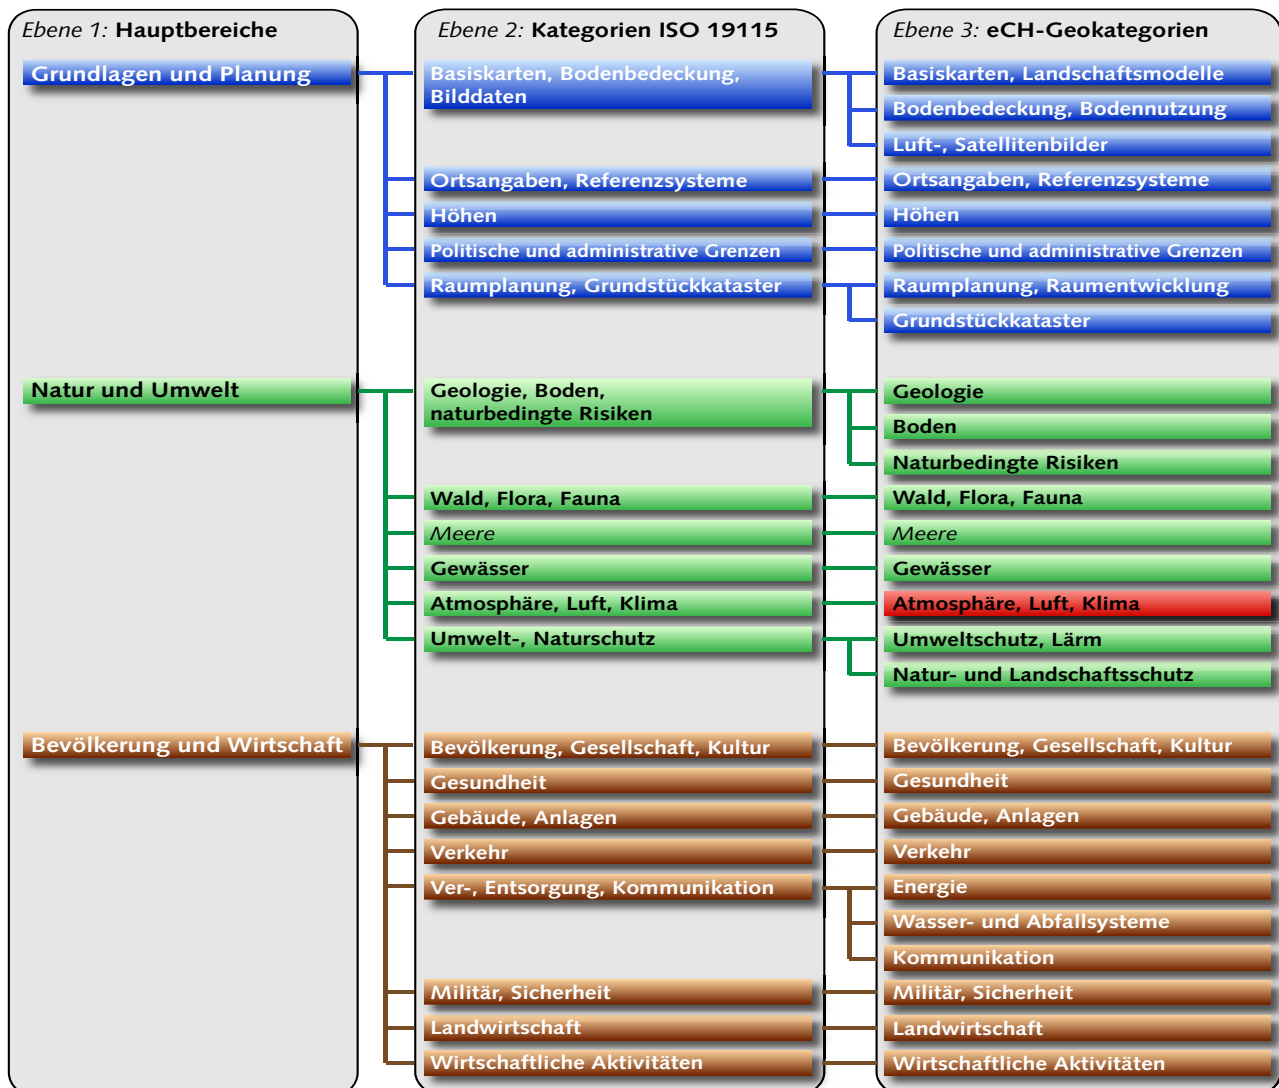 Ebene 1: Hauptbereiche
Grundlagen und Planung
Natur und Umwelt
Bevölkerung und Wirtschaft
Ebene 2: Kategorien ISO 19115
Basiskarten, Bodenbedeckung,
Bilddaten
Ortsangaben, Referenzsysteme
Höhen
Politische und administrative Grenzen
Raumplanung, Grundstückkataster
Geologie, Boden,
naturbedingte Risiken
Wald, Flora, Fauna
Meere
Gewässer
Atmosphäre, Luft, Klima
Umwelt-, Naturschutz
Bevölkerung, Gesellschaft, Kultur
Gesundheit
Gebäude, Anlagen
Verkehr
Ver-, Entsorgung, Kommunikation
Militär, Sicherheit
Landwirtschaft
Wirtschaftliche Aktivitäten
Ebene 3: eCH-Geokategorien
Basiskarten, Landschaftsmodelle
Bodenbedeckung, Bodennutzung
Luft-, Satellitenbilder
Ortsangaben, Referenzsysteme
Höhen
Politische und administrative Grenzen
Raumplanung, Raumentwicklung
Grundstückkataster
Geologie
Boden
Naturbedingte Risiken
Wald, Flora, Fauna
Meere
Gewässer
Atmosphäre, Luft, Klima
Umweltschutz, Lärm
Natur- und Landschaftsschutz
Bevölkerung, Gesellschaft, Kultur
Gesundheit
Gebäude, Anlagen
Verkehr
Energie
Wasser- und Abfallsysteme
Kommunikation
Militär, Sicherheit
Landwirtschaft
Wirtschaftliche Aktivitäten